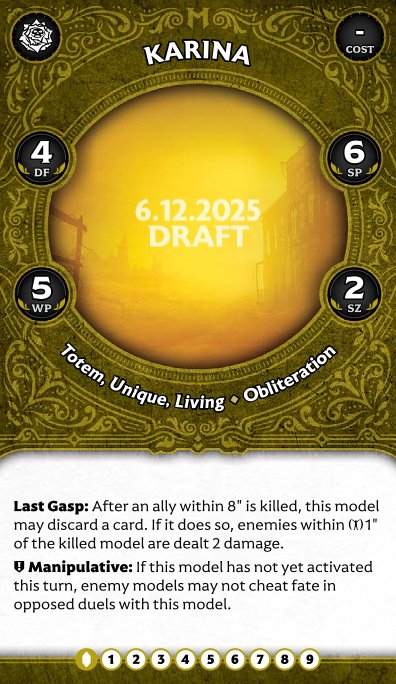 KARINA
-
COST
4
DF
6
SP
6.12.2025
DRAFT
5
WP
2
SZ
Totem, Unique, Living • Obliteration
Last Gasp: After an ally within 8" is killed, this model
may discard a card. If it does so, enemies within 1"
of the killed model are dealt 2 damage.
Manipulative: If this model has not yet activated
this turn, enemy models may not cheat fate in
opposed duels with this model.
1 2 3 4 5 6 7 8 9